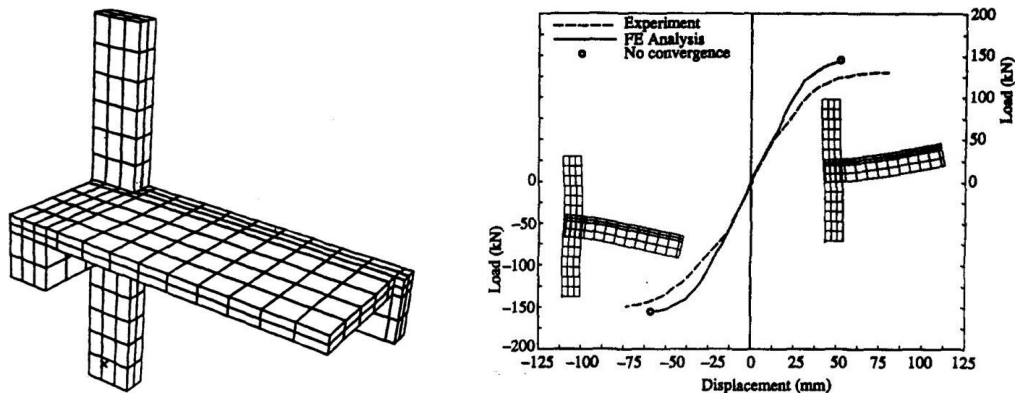 Experiment
FE Analysis
No convergence
200
150
100
50
0
Load (kN)
0
−50
−100
−150
−200
Load (kN)
−125 −100 −75 −50 −25 0 25 50 75 100 125
Displacement (mm)